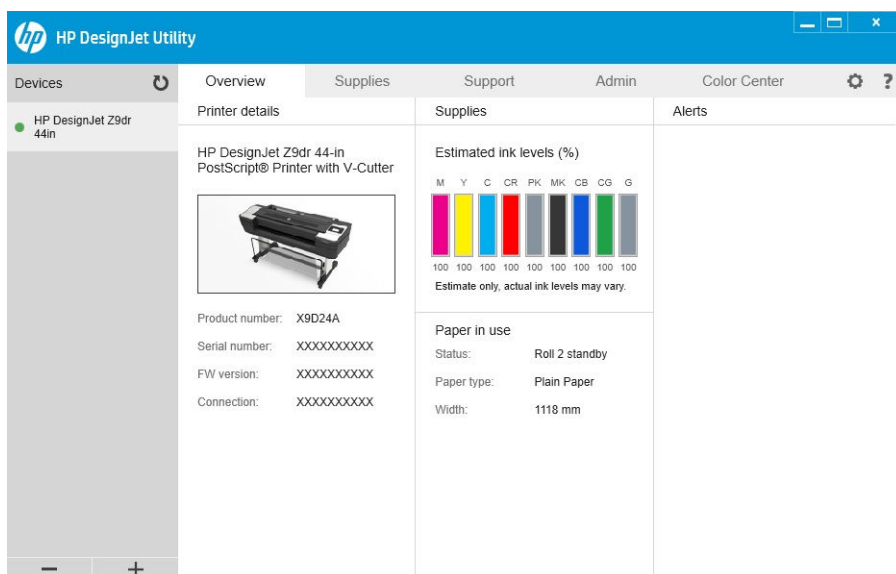 hp HP DesignJet Utility
Devices
HP DesignJet Z9dr
44in
Overview Supplies Support Admin Color Center ?
Printer details
HP DesignJet Z9dr 44-in
PostScript® Printer with V-Cutter
Product number: X9D24A
Serial number: XXXXXXXXXX
FW version: XXXXXXXXXX
Connection: XXXXXXXXXX
Supplies
Estimated ink levels (%)
M Y C CR PK MK CB CG G
100 100 100 100 100 100 100 100 100
Estimate only, actual ink levels may vary.
Paper in use
Status: Roll 2 standby
Paper type: Plain Paper
Width: 1118 mm
Alerts